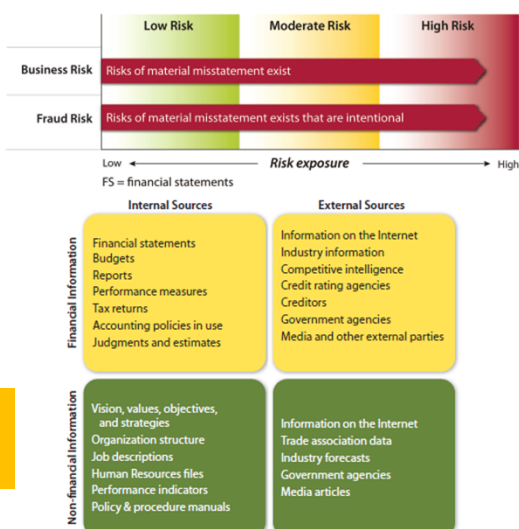 Low Risk Moderate Risk High Risk
Business Risk Risks of material misstatement exist
Fraud Risk Risks of material misstatement exists that are intentional
Low Risk exposure High
FS = financial statements
Internal Sources External Sources
Financial Information
Financial statements
Budgets
Reports
Performance measures
Tax returns
Accounting policies in use
Judgments and estimates
Information on the Internet
Industry information
Competitive intelligence
Credit rating agencies
Creditors
Government agencies
Media and other external parties
Non-financial Information
Vision, values, objectives,
and strategies
Organization structure
Job descriptions
Human Resources files
Performance indicators
Policy & procedure manuals
Information on the Internet
Trade association data
Industry forecasts
Government agencies
Media articles